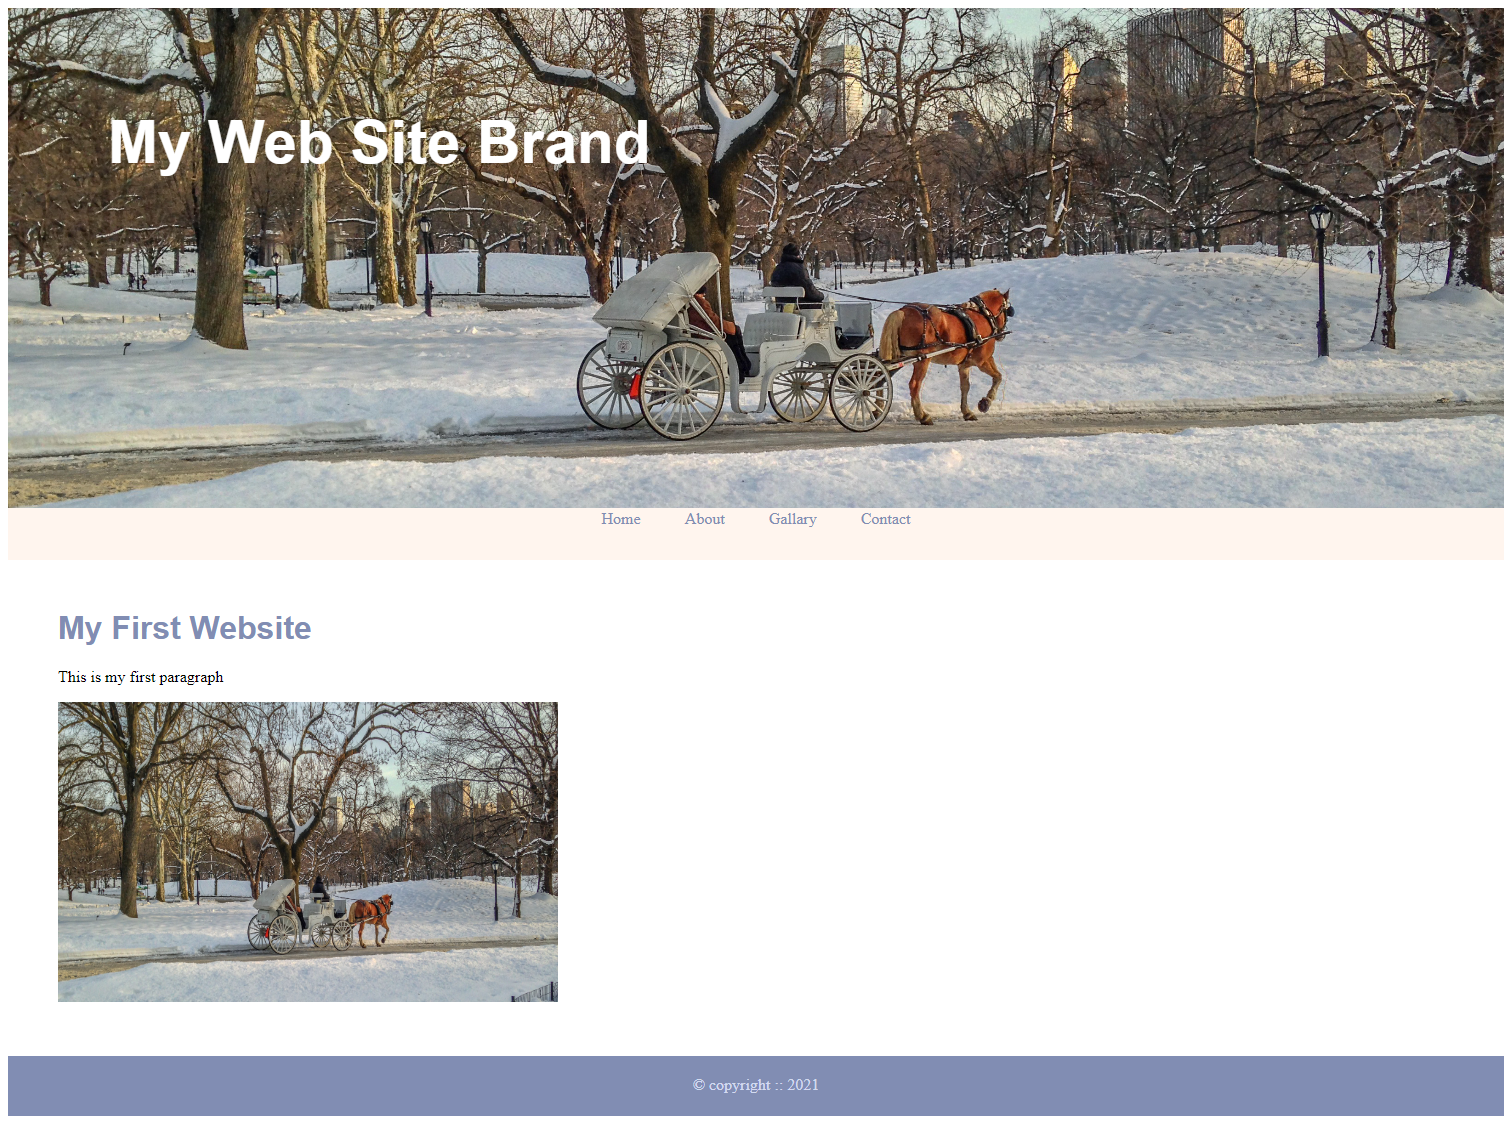 My Web Site Brand
Home About Gallary Contact
My First Website
This is my first paragraph
© copyright :: 2021